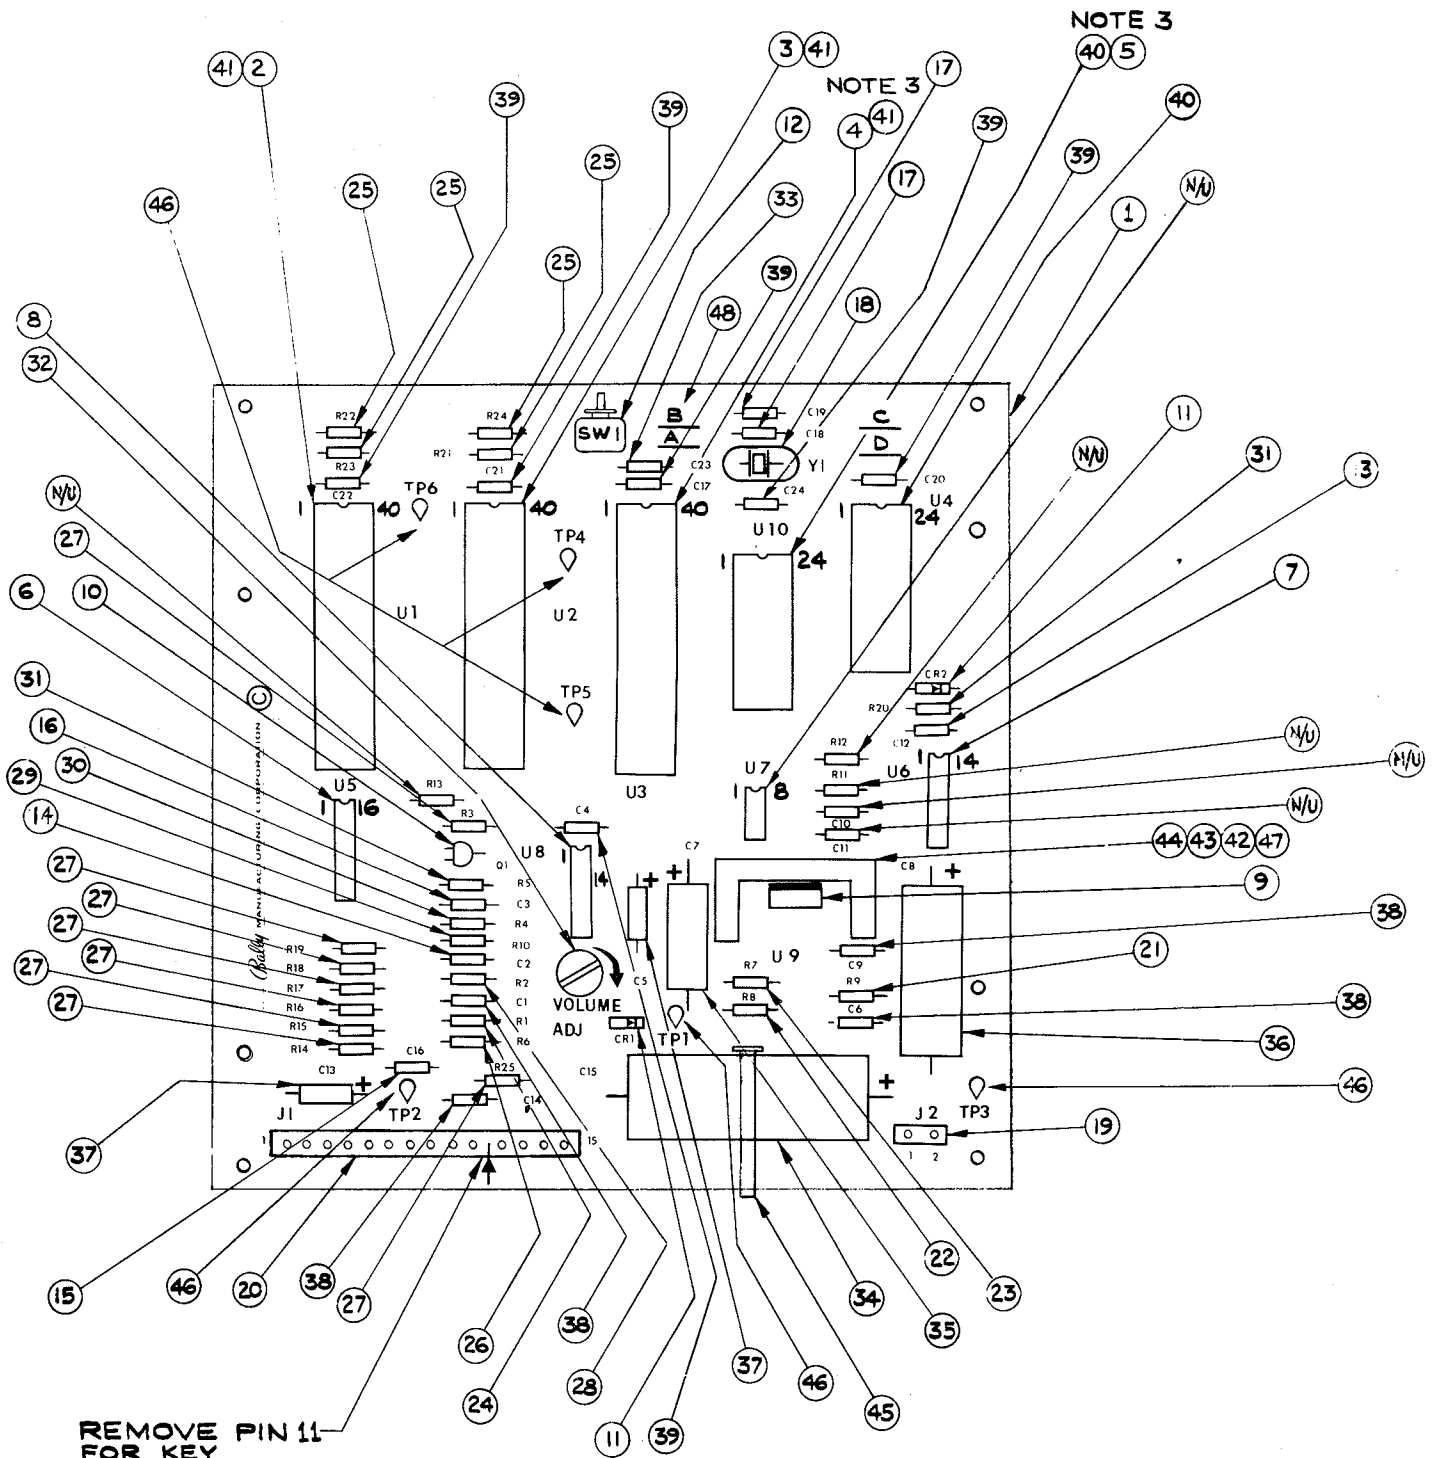 NOTE 3
40 5
3 41
41 2
17
NOTE 3
39
39
12
4 41
39
40
39
25
25
25
17
N/U
46
33
1
25
39
18
8
48
32
11
B
A
C
D
R22
R24
SW1
C19
C18
R23
R21
C21
C23
C17
Y1
C20
C22
C24
N/U
31
13
N/U
TP6
1 40
1 40
1 40
U10
U4
1 24
27
TP4
1 24
6
10
U1
U2
7
31
TP5
CR2
R20
C12
16
© Bally MANUFACTURING CORPORATION
N/U
R12
U6
1 14
30
U5
R13
U3
U7
R11
N/U
29
1 16
1 8
14
R3
C4
C10
C11
N/U
Q1
U8
1 14
C7
C8
44 43 42 47
27
R5
C3
+
+
+
9
27
R4
38
27
R19
R10
C2
U9
C9
21
27
27
R18
R17
R2
C5
R7
R9
27
R16
C1
VOLUME
ADJ
R8
C6
38
R15
R1
CR1
TP1
R14
R6
36
C13
C16
R25
C15
+
+
46
J1
TP2
C14
J2
TP3
1 15
1 2
19
37
15
46
20
38
27
26
38
22
23
34
35
24
28
37
46
45
11
39
REMOVE PIN 11
FOR KEY